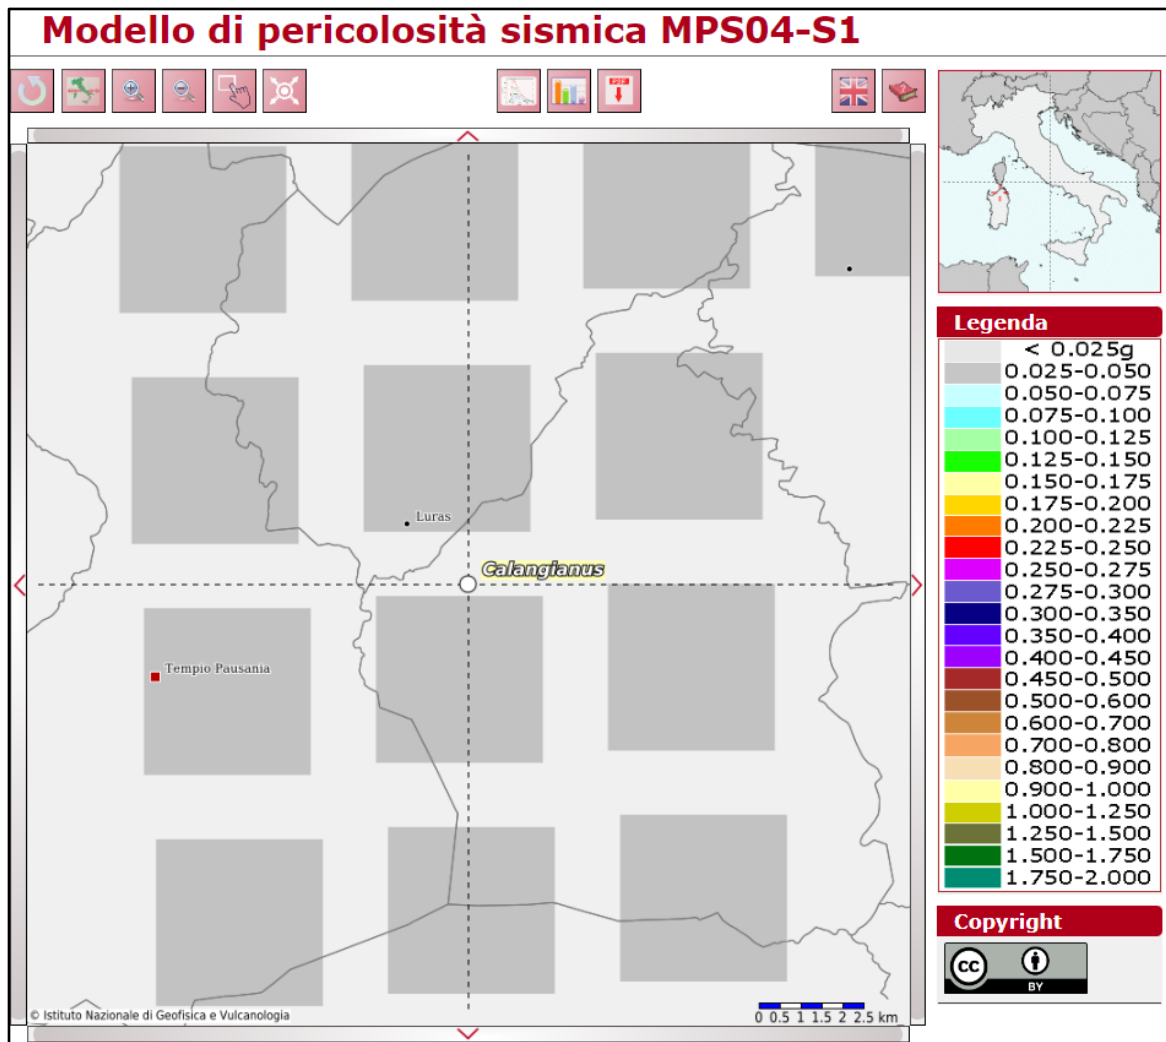 Modello di pericolosità sismica MPS04-S1
PDF
Luras
Calangianus
Tempio Pausania
© Istituto Nazionale di Geofisica e Vulcanologia
0 0.5 1 1.5 2 2.5 km
Legenda
< 0.025g
0.025-0.050
0.050-0.075
0.075-0.100
0.100-0.125
0.125-0.150
0.150-0.175
0.175-0.200
0.200-0.225
0.225-0.250
0.250-0.275
0.275-0.300
0.300-0.350
0.350-0.400
0.400-0.450
0.450-0.500
0.500-0.600
0.600-0.700
0.700-0.800
0.800-0.900
0.900-1.000
1.000-1.250
1.250-1.500
1.500-1.750
1.750-2.000
Copyright
cc
BY